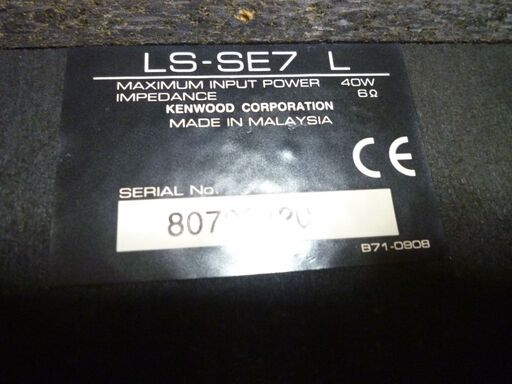 LS-SE7 L
MAXIMUM INPUT POWER 40W
IMPEDANCE 6Ω
KENWOOD CORPORATION
MADE IN MALAYSIA
CE
SERIAL No.
B71-0908